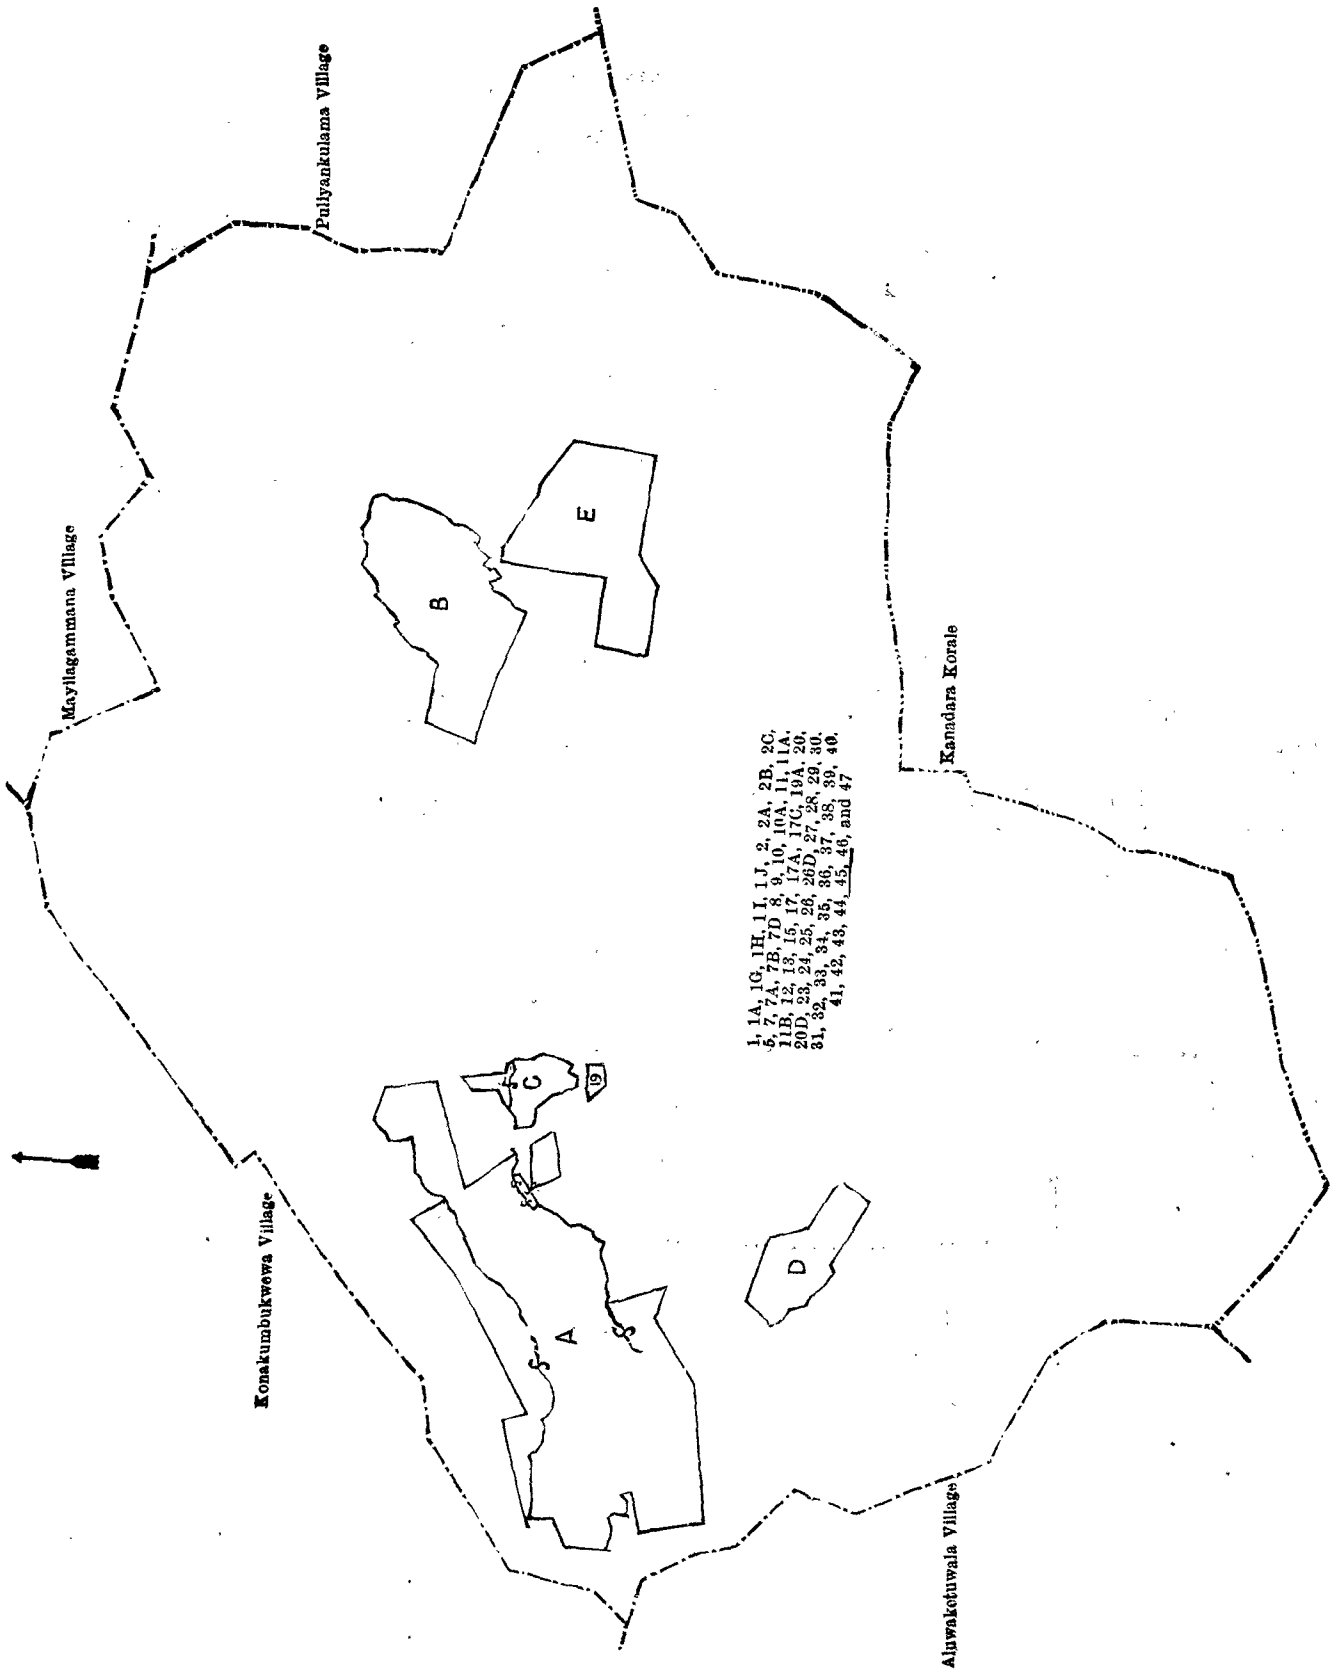 Mayilagammana Village
Puliyankulama Village
Konakumbukwewa Village
B
E
C
19
A
D
1, 1A, 1G, 1H, 1I, 1J, 2, 2A, 2B, 2C,
5, 7, 7A, 7B, 7D 8, 9, 10, 10A, 11, 11A,
11B, 12, 13, 15, 17, 17A, 17C, 19A, 20,
20D, 23, 24, 25, 26, 26D, 27, 28, 29, 30,
31, 32, 33, 34, 35, 36, 37, 38, 39, 40,
41, 42, 43, 44, 45, 46, and 47
Kanadara Korale
Aluwaketuwala Village